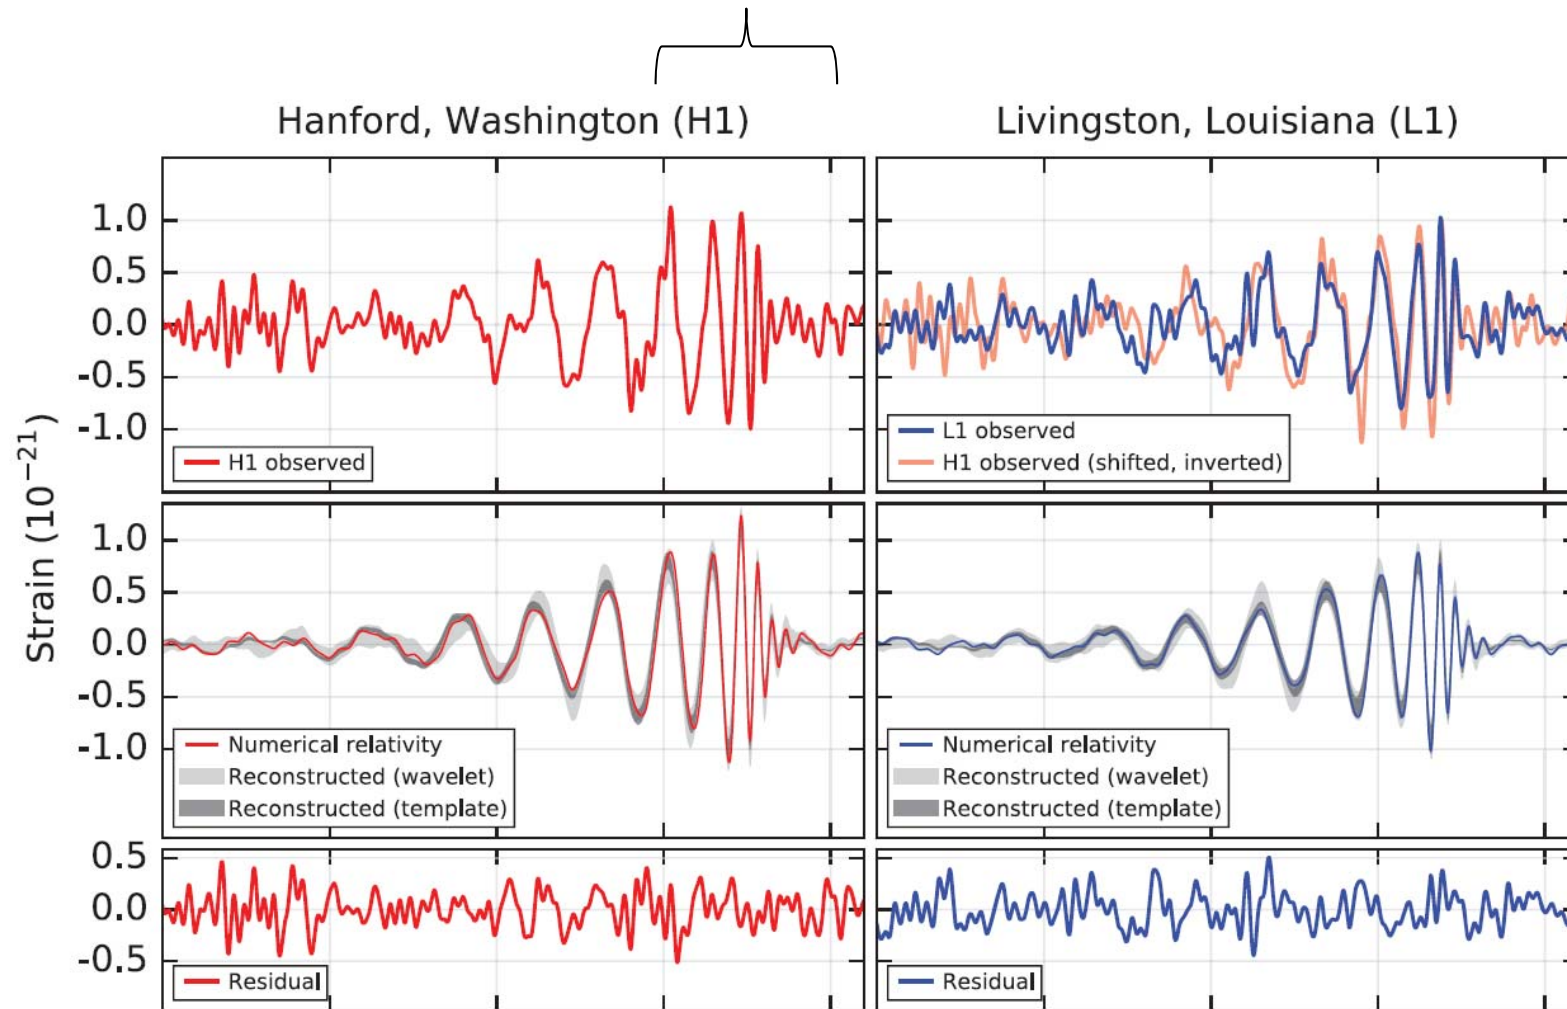 Hanford, Washington (H1)
Livingston, Louisiana (L1)
Strain (10⁻²¹)
1.0
0.5
0.0
-0.5
-1.0
H1 observed
L1 observed
H1 observed (shifted, inverted)
1.0
0.5
0.0
-0.5
-1.0
Numerical relativity
Reconstructed (wavelet)
Reconstructed (template)
Numerical relativity
Reconstructed (wavelet)
Reconstructed (template)
0.5
0.0
-0.5
Residual
Residual